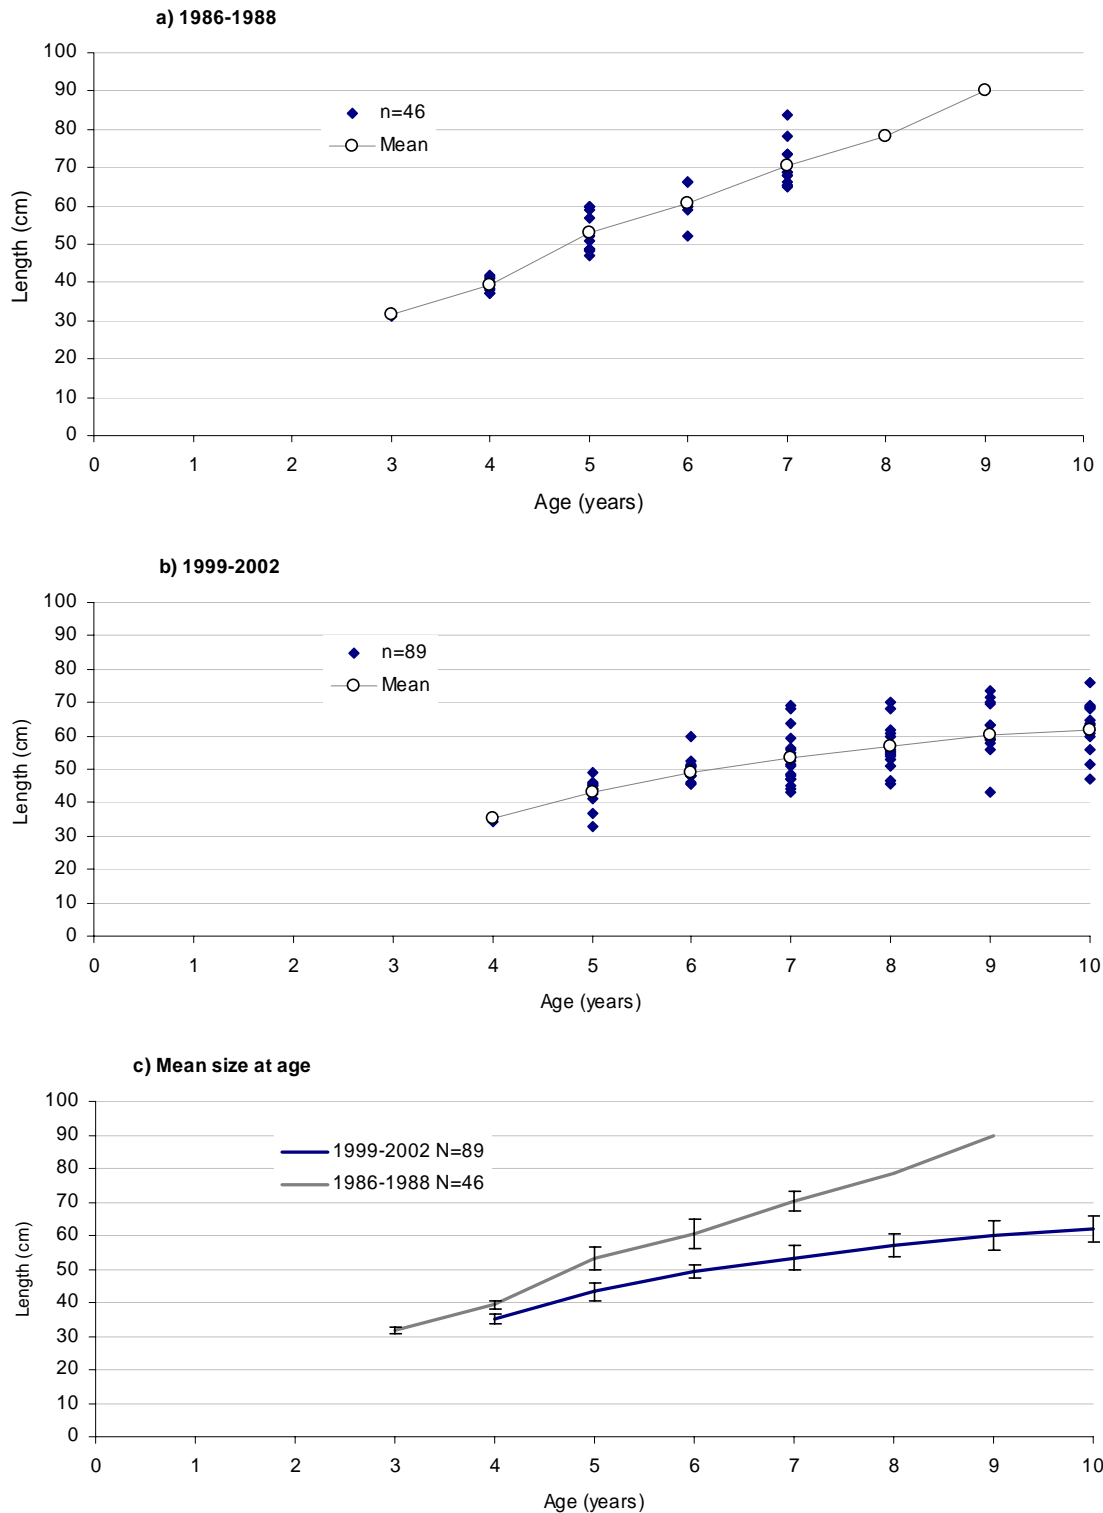 a) 1986-1988
100
90
80
70
60
50
40
30
20
10
0
Length (cm)
n=46
Mean
0 1 2 3 4 5 6 7 8 9 10
Age (years)
b) 1999-2002
100
90
80
70
60
50
40
30
20
10
0
Length (cm)
n=89
Mean
0 1 2 3 4 5 6 7 8 9 10
Age (years)
c) Mean size at age
100
90
80
70
60
50
40
30
20
10
0
Length (cm)
1999-2002 N=89
1986-1988 N=46
0 1 2 3 4 5 6 7 8 9 10
Age (years)